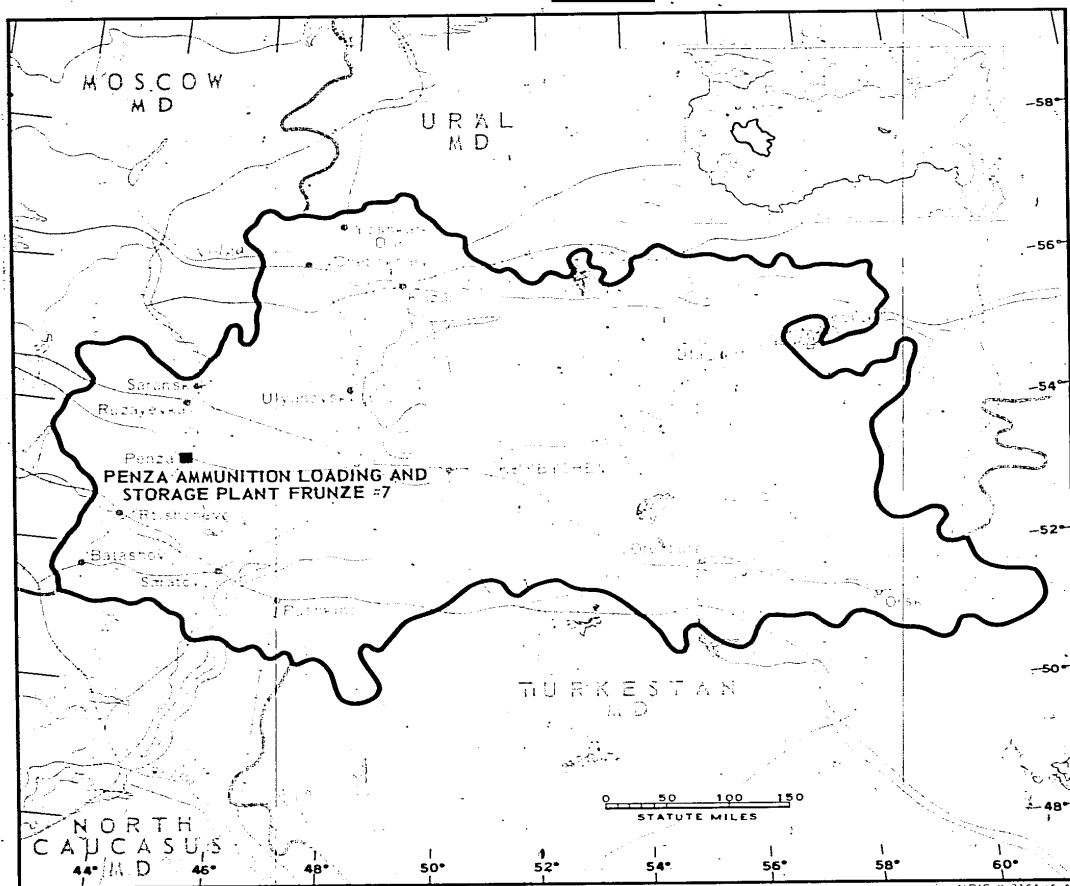 MOSCOW
MD
URAL
MD
58°
56°
Saransk
Ulyanovsk
54°
Ruzayevka
Penza
PENZA AMMUNITION LOADING AND
STORAGE PLANT FRUNZE #7
52°
Balashov
Saratov
Orsk
50°
TURKESTAN
MD
0 50 100 150
STATUTE MILES
48°
NORTH
CAUCASUS
MD
44° 46° 48° 50° 52° 54° 56° 58° 60°